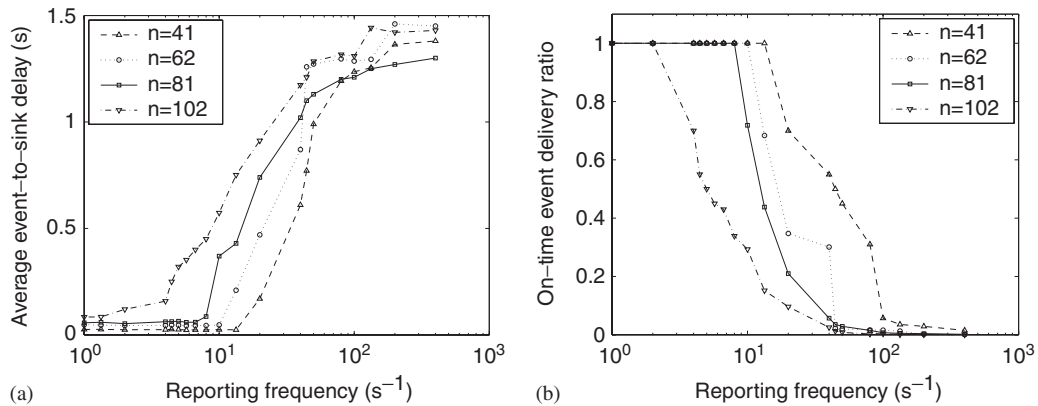 Average event-to-sink delay (s)
1.5
1
0.5
0
n=41
n=62
n=81
n=102
10^0
10^1
10^2
10^3
(a)
Reporting frequency (s^−1)
On-time event delivery ratio
1
0.8
0.6
0.4
0.2
0
n=41
n=62
n=81
n=102
10^0
10^1
10^2
10^3
(b)
Reporting frequency (s^−1)